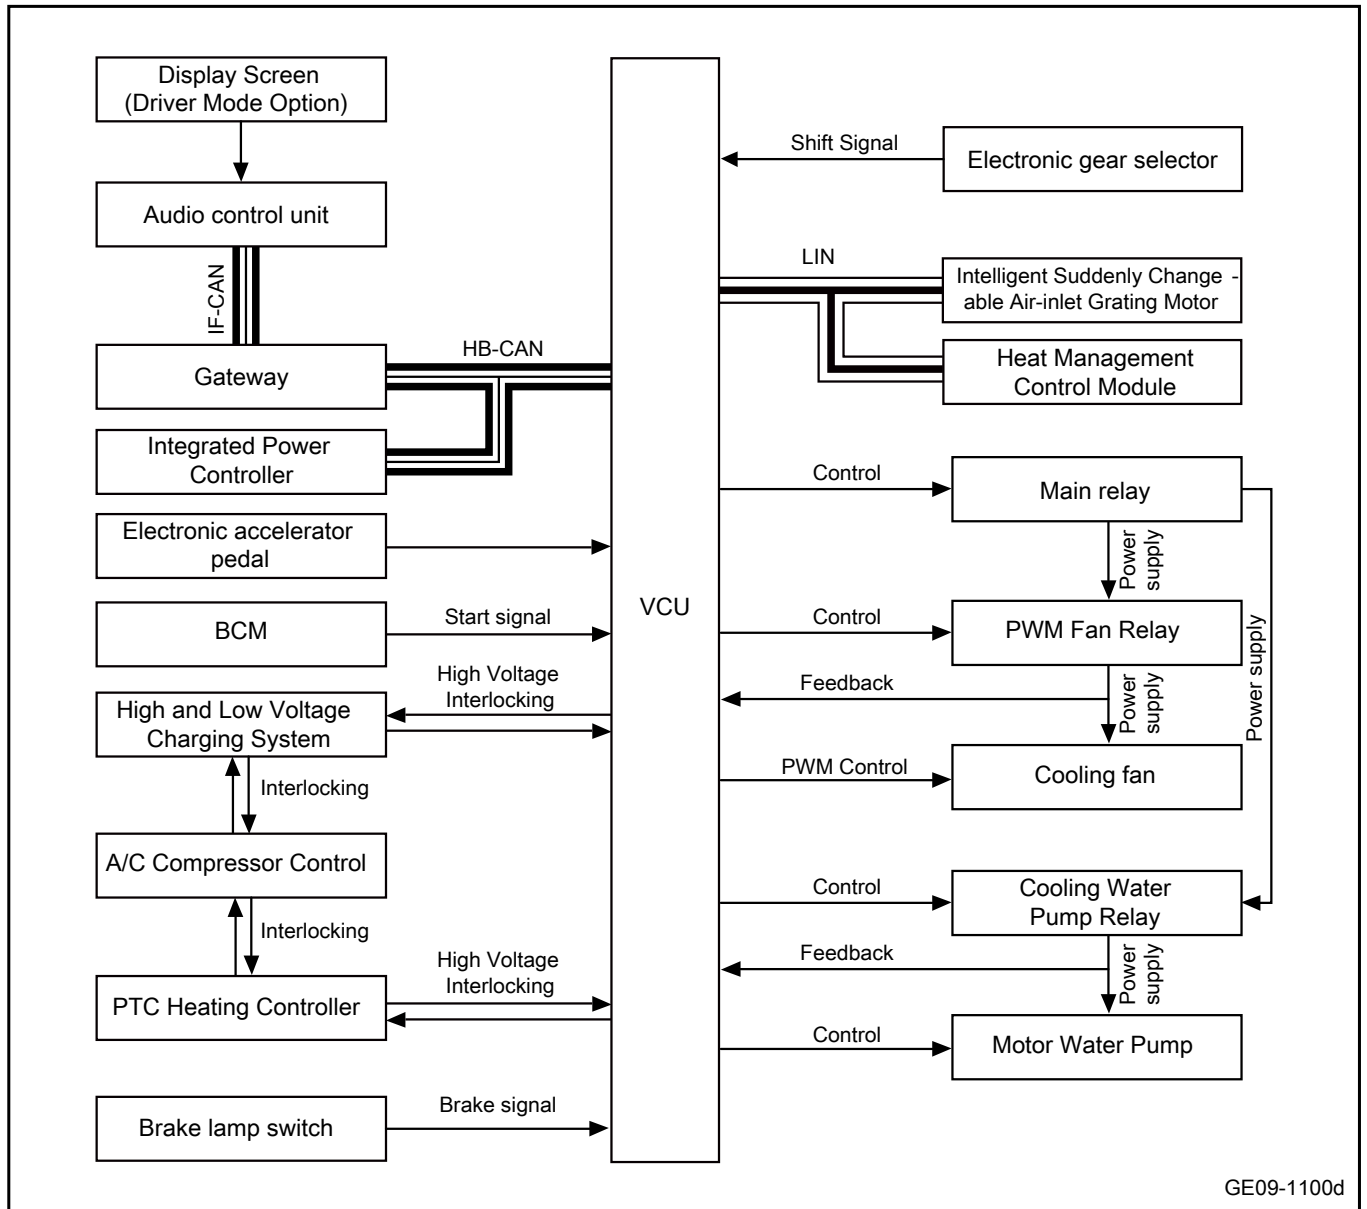 Display Screen
(Driver Mode Option)
Audio control unit
IF-CAN
Gateway
HB-CAN
Integrated Power
Controller
Electronic accelerator
pedal
BCM
Start signal
High Voltage
Interlocking
High and Low Voltage
Charging System
Interlocking
A/C Compressor Control
Interlocking
PTC Heating Controller
High Voltage
Interlocking
Brake lamp switch
Brake signal
VCU
Shift Signal
Electronic gear selector
LIN
Intelligent Suddenly Change -
able Air-inlet Grating Motor
Heat Management
Control Module
Control
Main relay
Power
supply
Control
PWM Fan Relay
Power supply
Feedback
Power
supply
PWM Control
Cooling fan
Control
Cooling Water
Pump Relay
Feedback
Power
supply
Control
Motor Water Pump
GE09-1100d